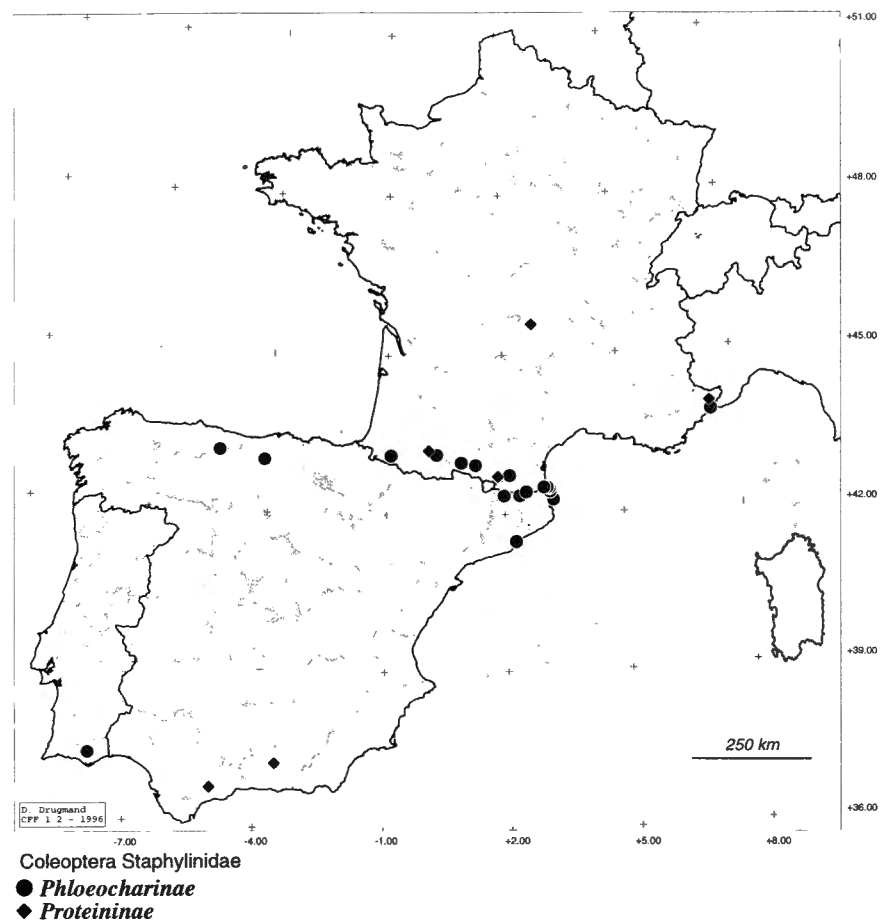 +51.00
+48.00
+45.00
+42.00
+39.00
250 km
+36.00
D. Drugmand
CFF 1 2 - 1996
-7.00 -4.00 -1.00 +2.00 +5.00 +8.00
Coleoptera Staphylinidae
Phloeocharinae
Proteininae